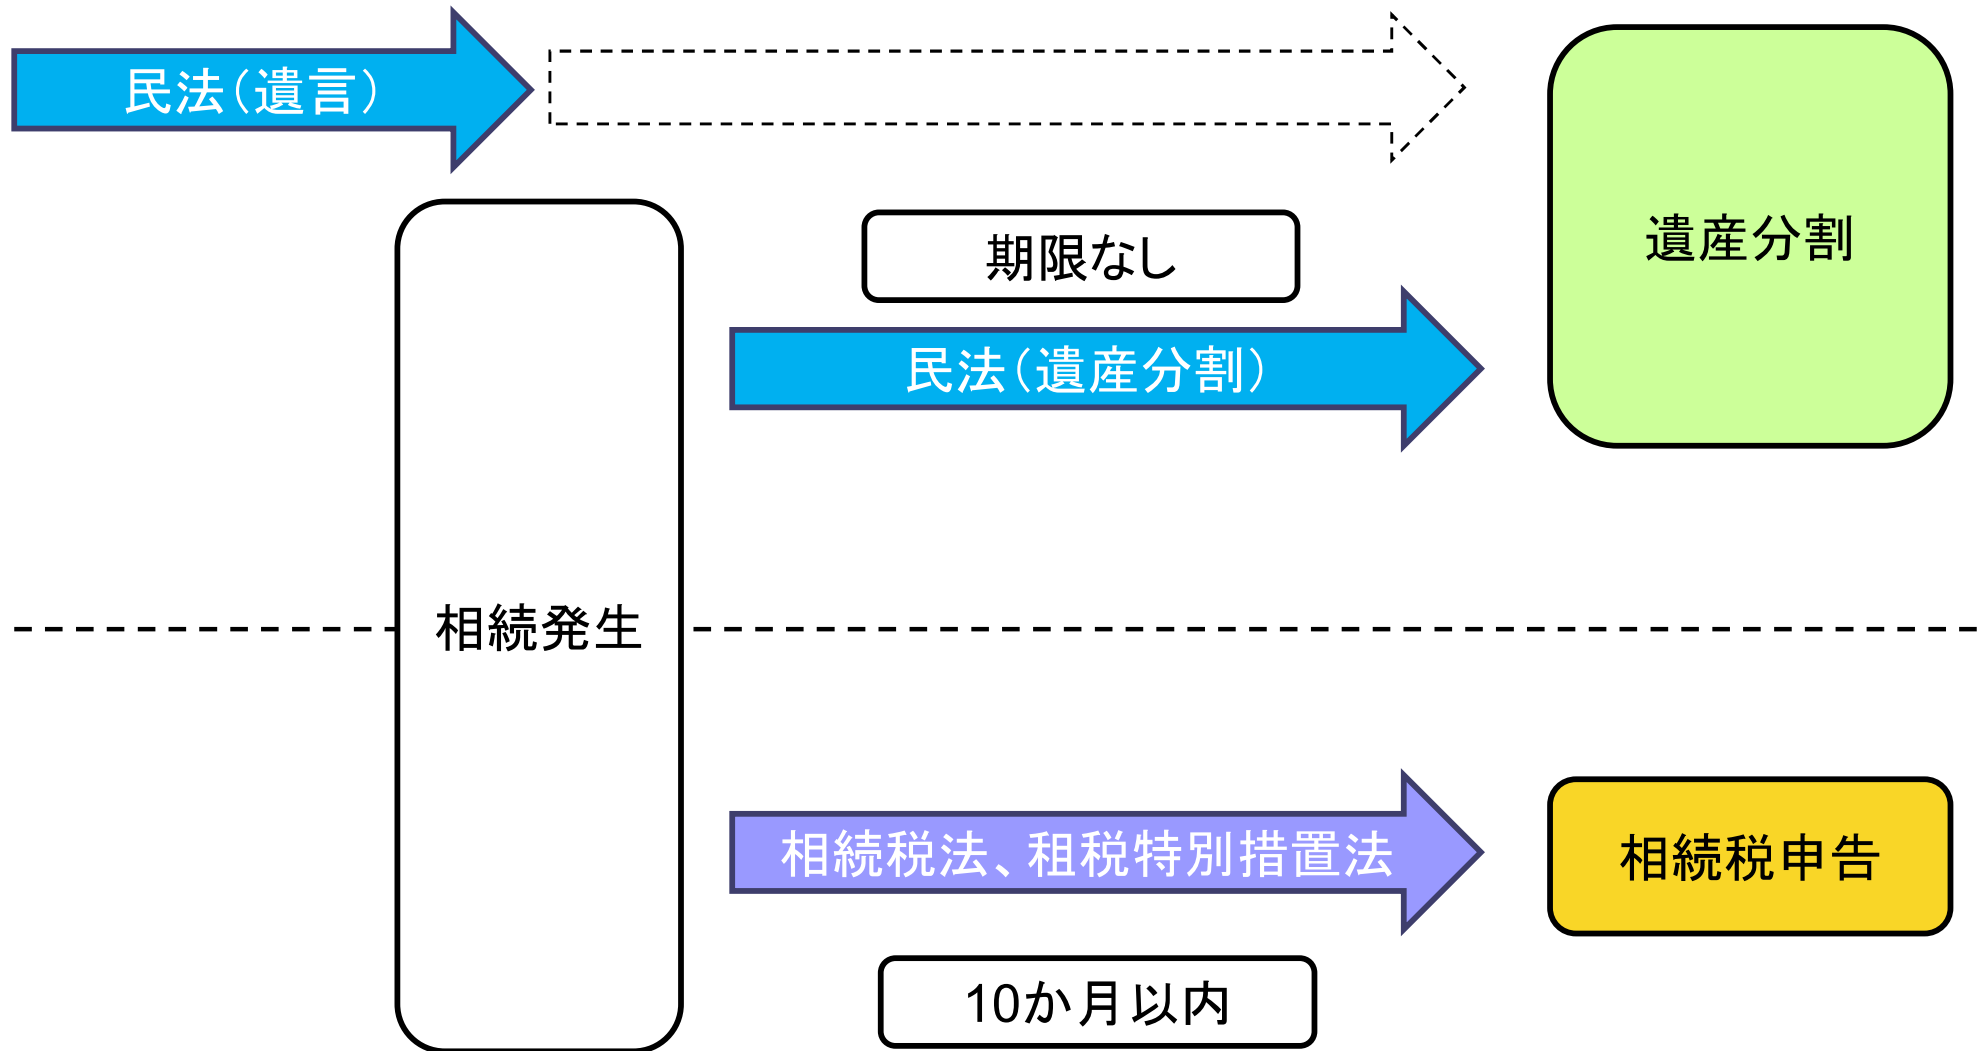 民法（遺言）
期限なし
民法（遺産分割）
遺産分割
相続発生
相続税法、租税特別措置法
相続税申告
10か月以内